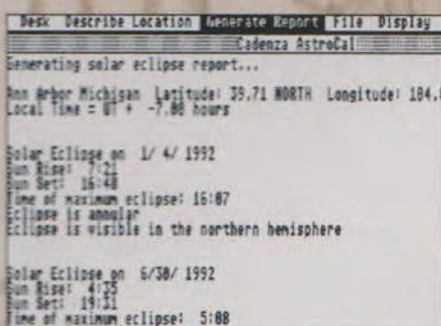 Desk Describe Location Generate Report File Display
Cadenza AstroCal
Generating solar eclipse report...
Ann Arbor Michigan Latitude: 39.71 NORTH Longitude: 104.
Local Time = UT + -7.00 hours
Solar Eclipse on 1/ 4/ 1992
Sun Rise: 7:21
Sun Set: 16:48
Time of maximum eclipse: 16:07
Eclipse is annular
Eclipse is visible in the northern hemisphere
Solar Eclipse on 6/30/ 1992
Sun Rise: 4:35
Sun Set: 19:31
Time of maximum eclipse: 5:08